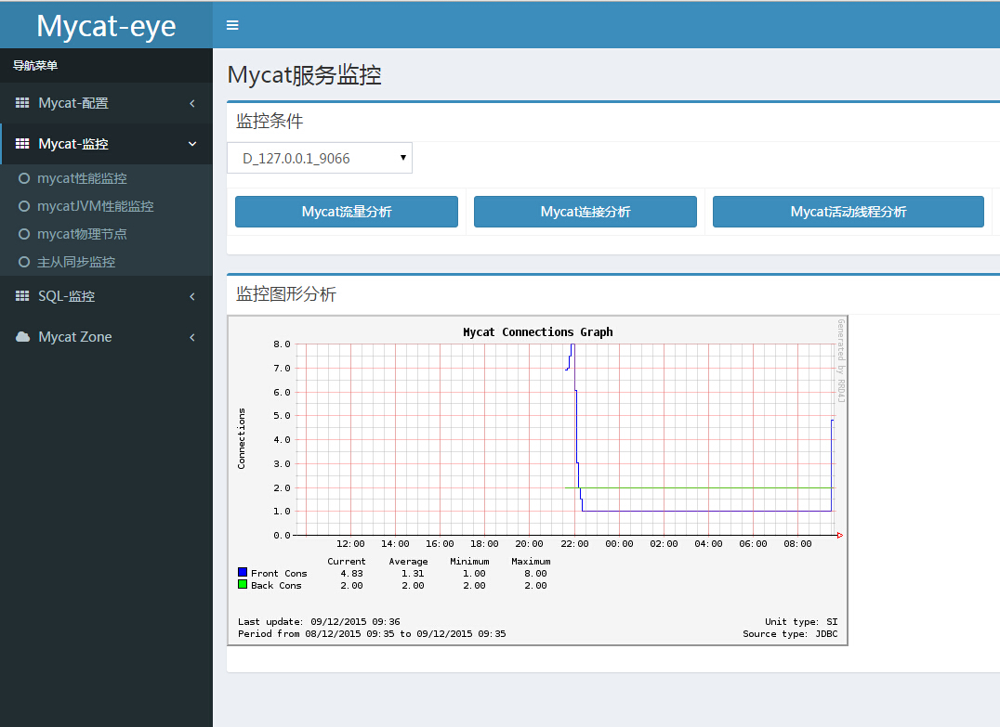 Mycat-eye
导航菜单
Mycat-配置
Mycat-监控
mycat性能监控
mycatJVM性能监控
mycat物理节点
主从同步监控
SQL-监控
Mycat Zone
Mycat服务监控
监控条件
D_127.0.0.1_9066
Mycat流量分析 Mycat连接分析 Mycat活动线程分析
监控图形分析
Mycat Connections Graph
Generated by RRD4J
Connections
8.0
7.0
6.0
5.0
4.0
3.0
2.0
1.0
0.0
12:00 14:00 16:00 18:00 20:00 22:00 00:00 02:00 04:00 06:00 08:00
Current Average Minimum Maximum
Front Cons 4.83 1.31 1.00 8.00
Back Cons 2.00 2.00 2.00 2.00
Last update: 09/12/2015 09:36 Unit type: SI
Period from 08/12/2015 09:35 to 09/12/2015 09:35 Source type: JDBC